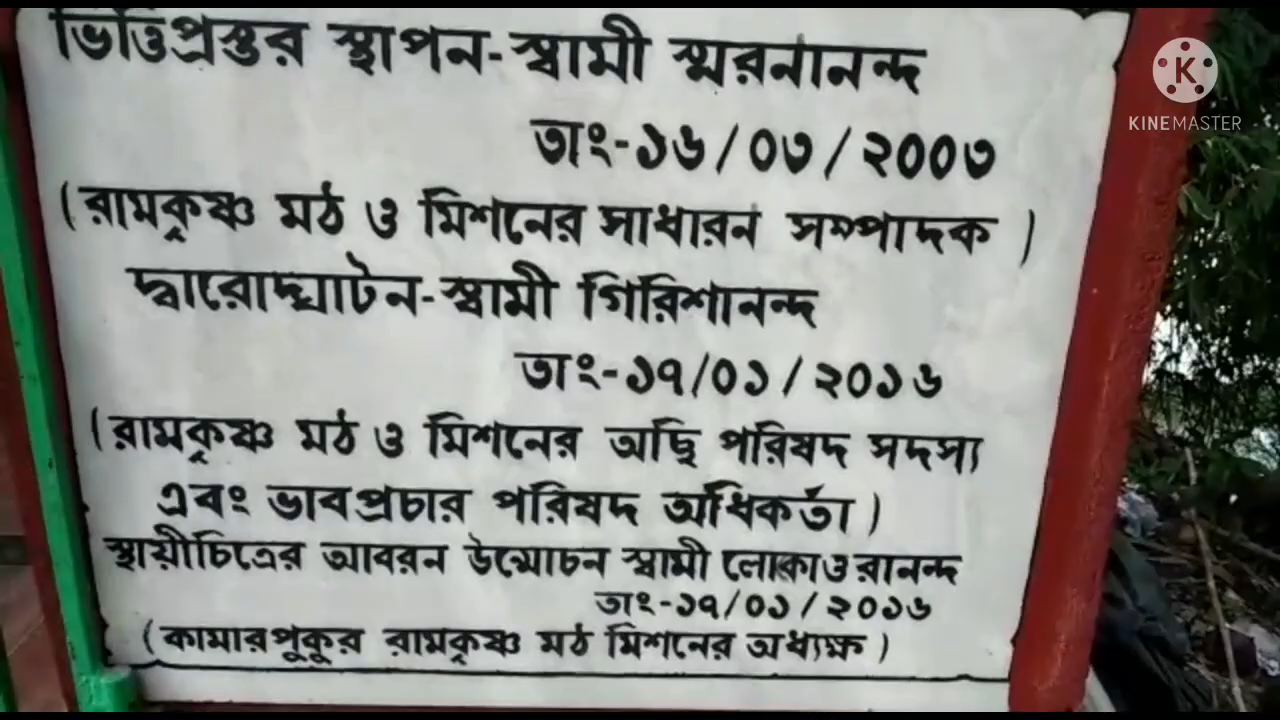 ভিত্তিপ্রস্তর স্থাপন-স্বামী স্মরনানন্দ
তাং-১৬/০৩/২০০৩
(রামকৃষ্ণ মঠ ও মিশনের সাধারন সম্পাদক)
দ্বারোদ্ঘাটন-স্বামী গিরিশানন্দ
তাং-১৭/০১/২০১৬
(রামকৃষ্ণ মঠ ও মিশনের অছি পরিষদ সদস্য
এবং ভাবপ্রচার পরিষদ অধিকর্তা)
স্থায়ীচিত্রের আবরন উন্মোচন স্বামী লোকাওরানন্দ
তাং-১৭/০১/২০১৬
(কামারপুকুর রামকৃষ্ণ মঠ মিশনের অধ্যক্ষ)
KINEMASTER